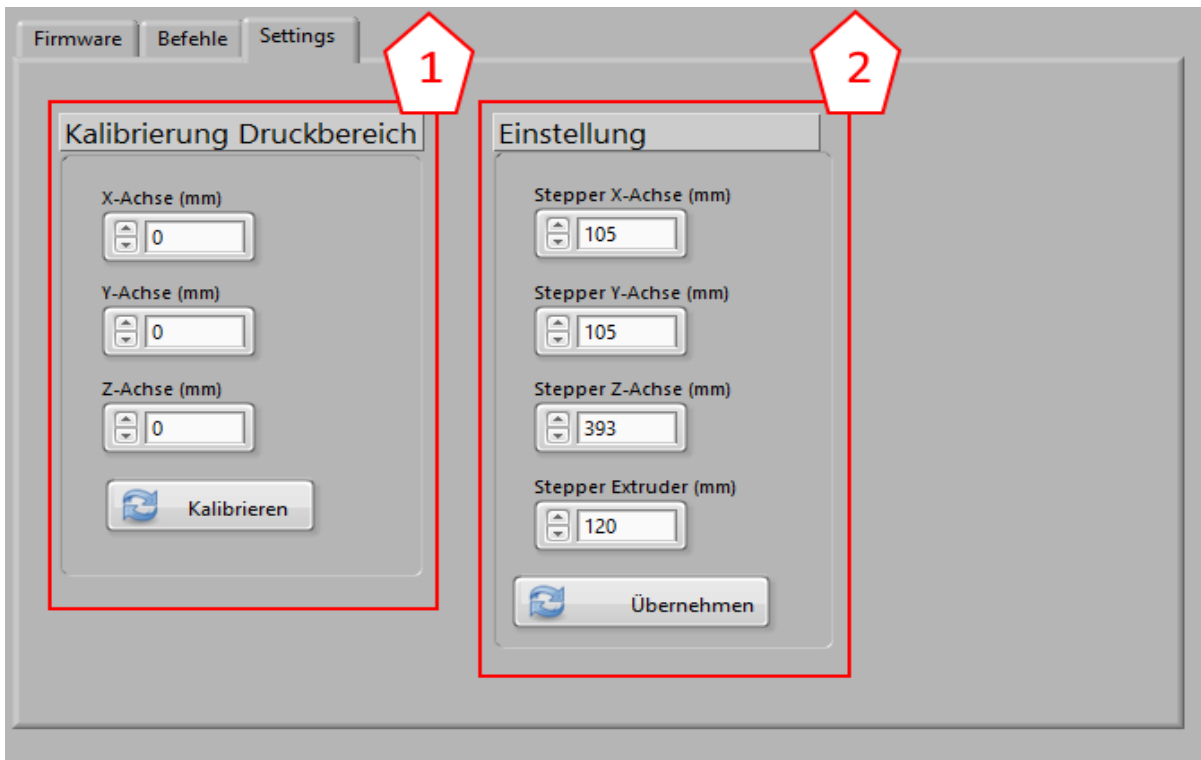 Firmware
Befehle
Settings
1
Kalibrierung Druckbereich
X-Achse (mm)
0
Y-Achse (mm)
0
Z-Achse (mm)
0
Kalibrieren
2
Einstellung
Stepper X-Achse (mm)
105
Stepper Y-Achse (mm)
105
Stepper Z-Achse (mm)
393
Stepper Extruder (mm)
120
Übernehmen